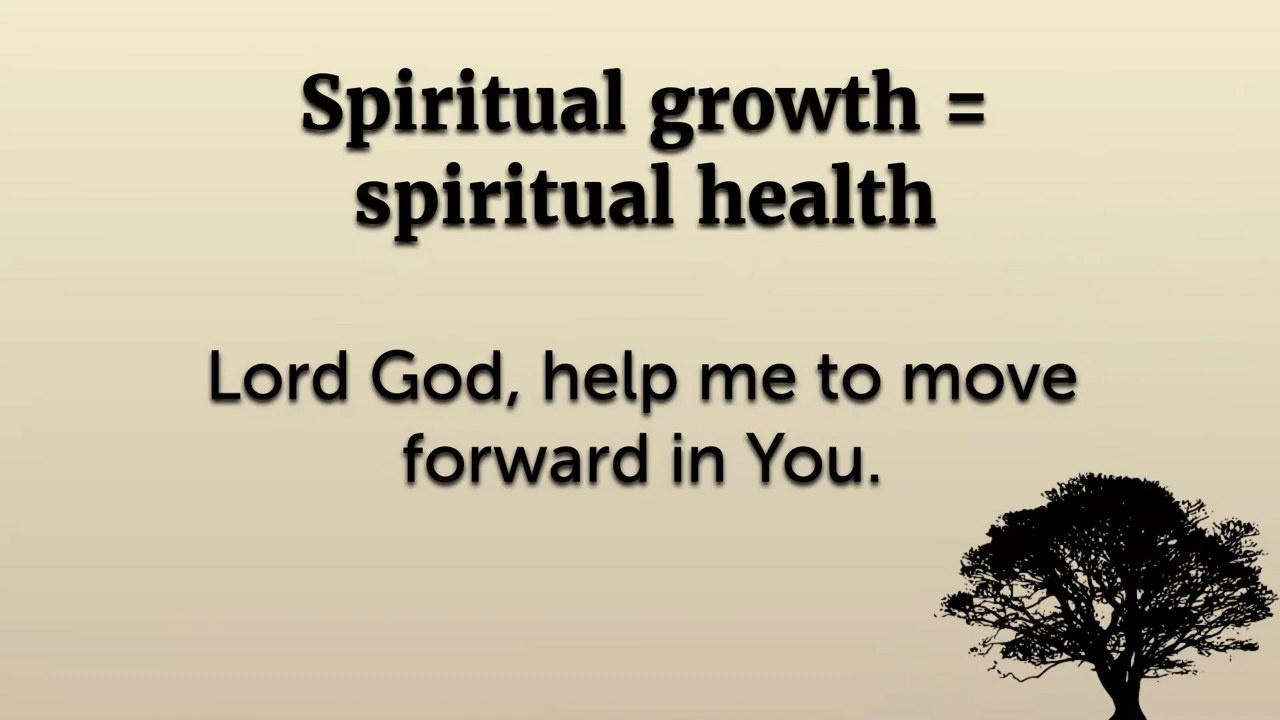 Spiritual growth =
spiritual health
Lord God, help me to move
forward in You.